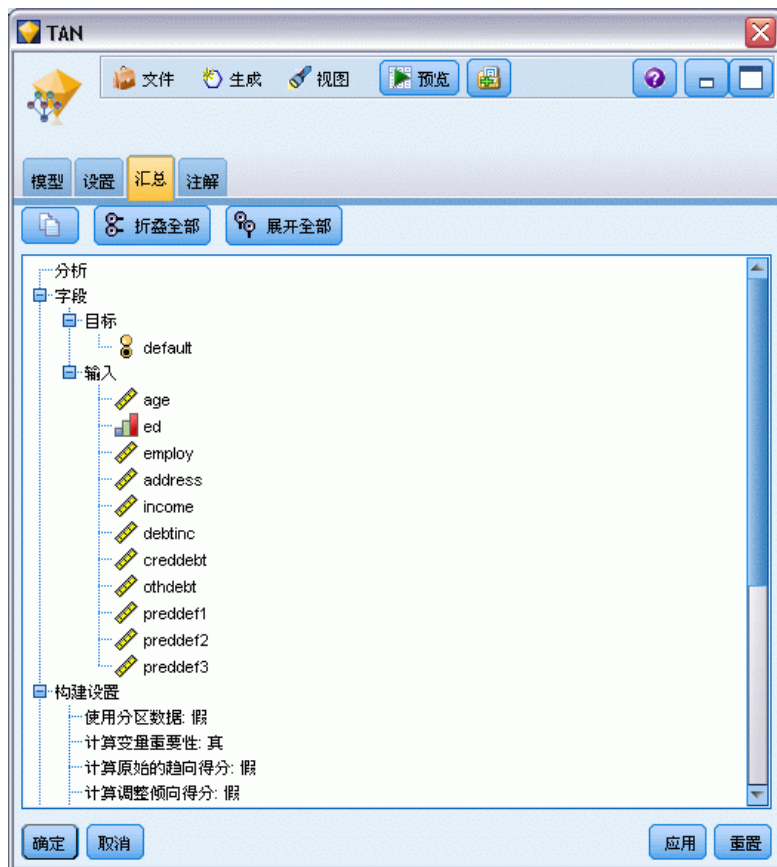 TAN
文件 生成 视图 预览
模型 设置 汇总 注解
折叠全部 展开全部
分析
字段
目标
default
输入
age
ed
employ
address
income
debtinc
creddebt
othdebt
preddef1
preddef2
preddef3
构建设置
使用分区数据: 假
计算变量重要性: 真
计算原始的趋向得分: 假
计算调整倾向得分: 假
确定 取消 应用 重置